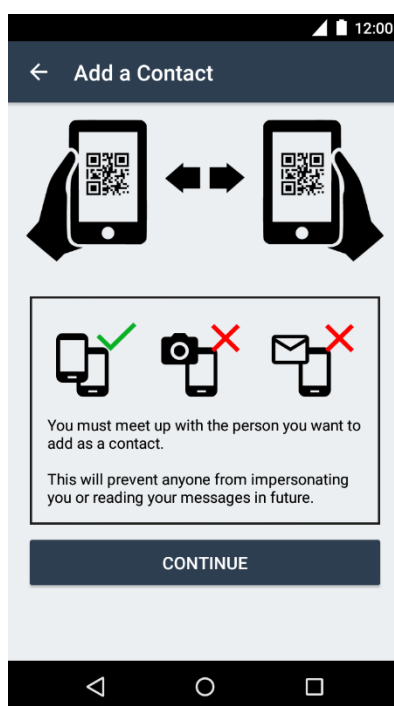 12:00
Add a Contact
You must meet up with the person you want to
add as a contact.
This will prevent anyone from impersonating
you or reading your messages in future.
CONTINUE